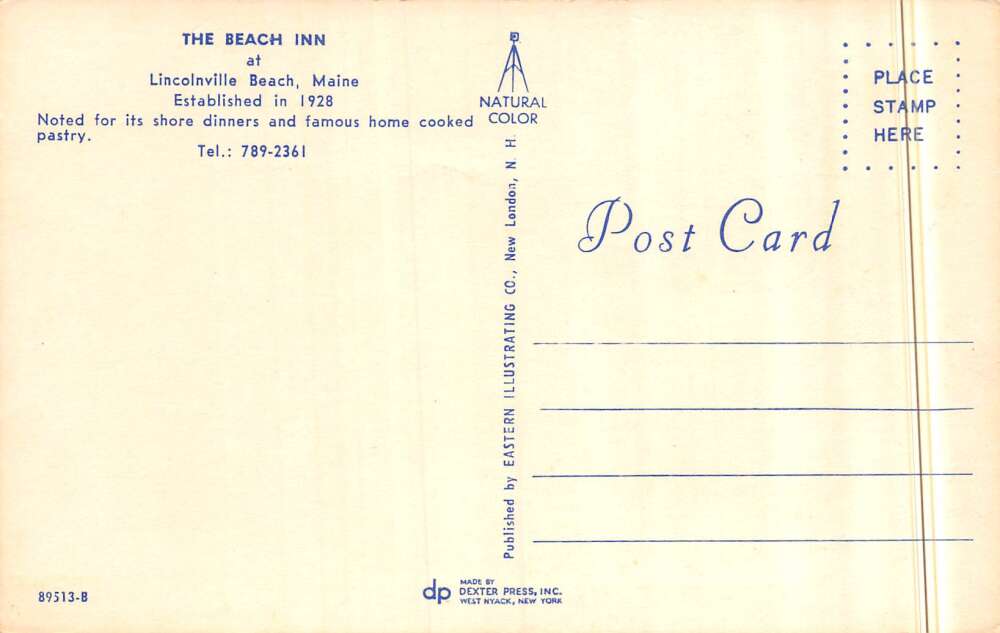 THE BEACH INN
at
Lincolnville Beach, Maine
Established in 1928
Noted for its shore dinners and famous home cooked
pastry.
Tel.: 789-2361
NATURAL
COLOR
Published by EASTERN ILLUSTRATING CO., New London, N. H.
PLACE
STAMP
HERE
Post Card
89513-B
dp
MADE BY
DEXTER PRESS, INC.
WEST NYACK, NEW YORK